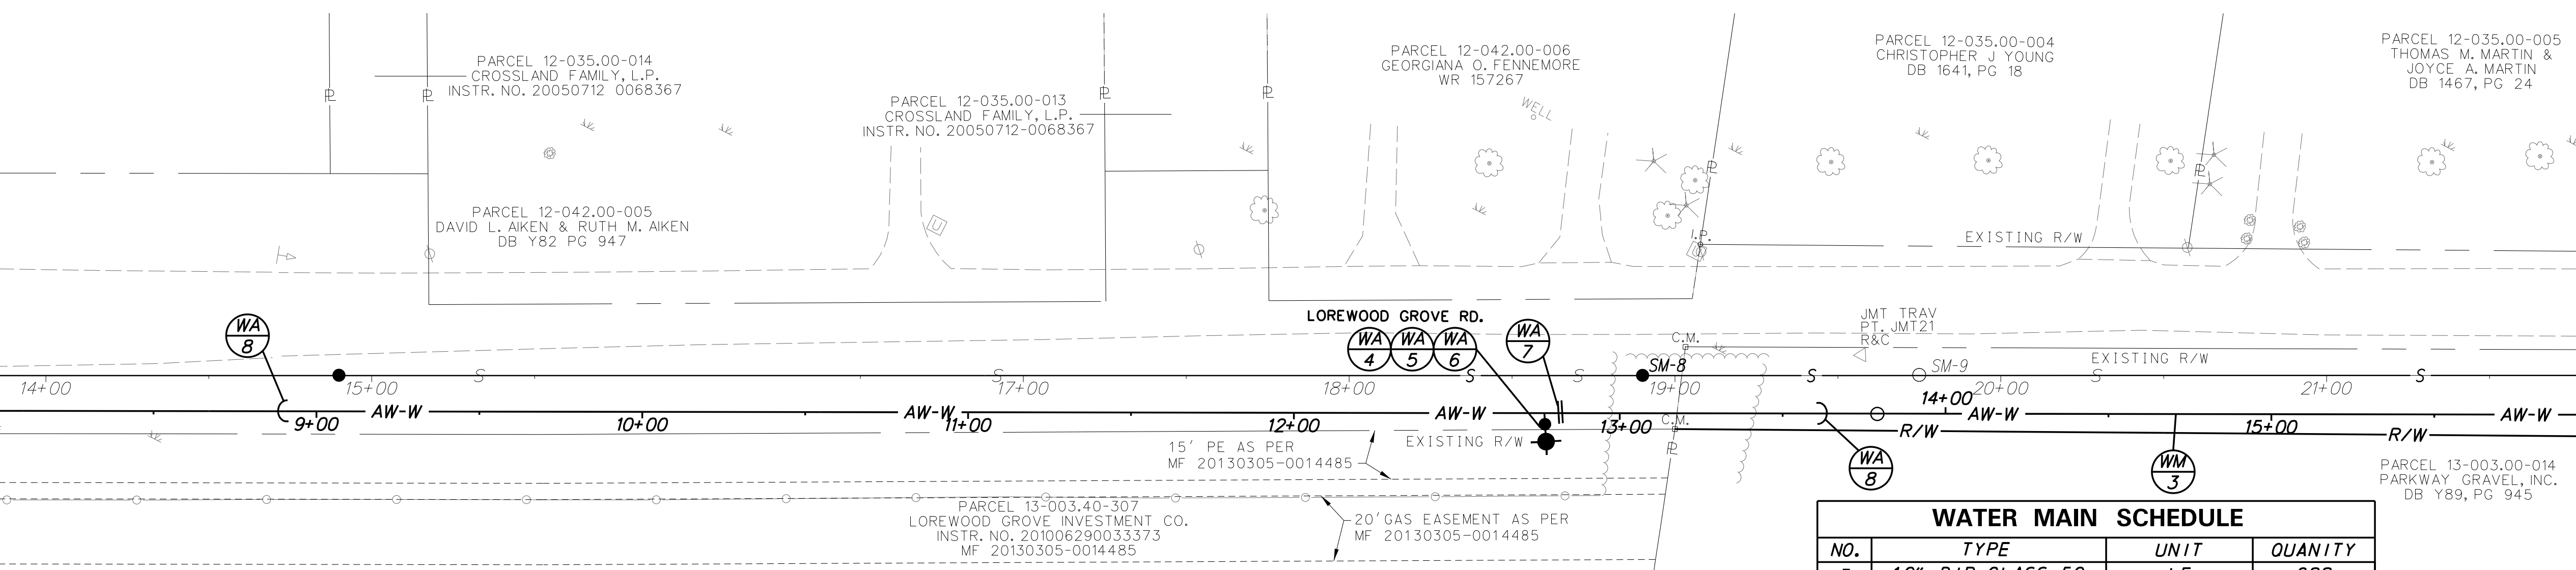 PARCEL 12-035.00-014
CROSSLAND FAMILY, L.P.
INSTR. NO. 20050712 0068367
PARCEL 12-035.00-013
CROSSLAND FAMILY, L.P.
INSTR. NO. 20050712-0068367
PARCEL 12-042.00-006
GEORGIANA O. FENNEMORE
WR 157267
PARCEL 12-035.00-004
CHRISTOPHER J YOUNG
DB 1641, PG 18
PARCEL 12-035.00-005
THOMAS M. MARTIN &
JOYCE A. MARTIN
DB 1467, PG 24
PL
PL
PL
PL
WELL
PL
PL
PARCEL 12-042.00-005
DAVID L. AIKEN & RUTH M. AIKEN
DB Y82 PG 947
U
I.P.
EXISTING R/W
LOREWOOD GROVE RD.
JMT TRAV
PT. JMT21
R&C
WA
8
WA
4
WA
5
WA
6
WA
7
C.M.
EXISTING R/W
14+00
15+00
S
S
17+00
18+00
S
S
SM-8
19+00
S
SM-9
20+00
S
21+00
S
9+00
AW-W
10+00
AW-W
11+00
12+00
AW-W
13+00
C.M.
14+00
AW-W
15+00
AW-W
R/W
R/W
EXISTING R/W
PL
15' PE AS PER
MF 20130305-0014485
WA
8
WM
3
PARCEL 13-003.00-014
PARKWAY GRAVEL, INC.
DB Y89, PG 945
PARCEL 13-003.40-307
LOREWOOD GROVE INVESTMENT CO.
INSTR. NO. 201006290033373
MF 20130305-0014485
20' GAS EASEMENT AS PER
MF 20130305-0014485
WATER MAIN SCHEDULE
NO. TYPE UNIT QUANITY